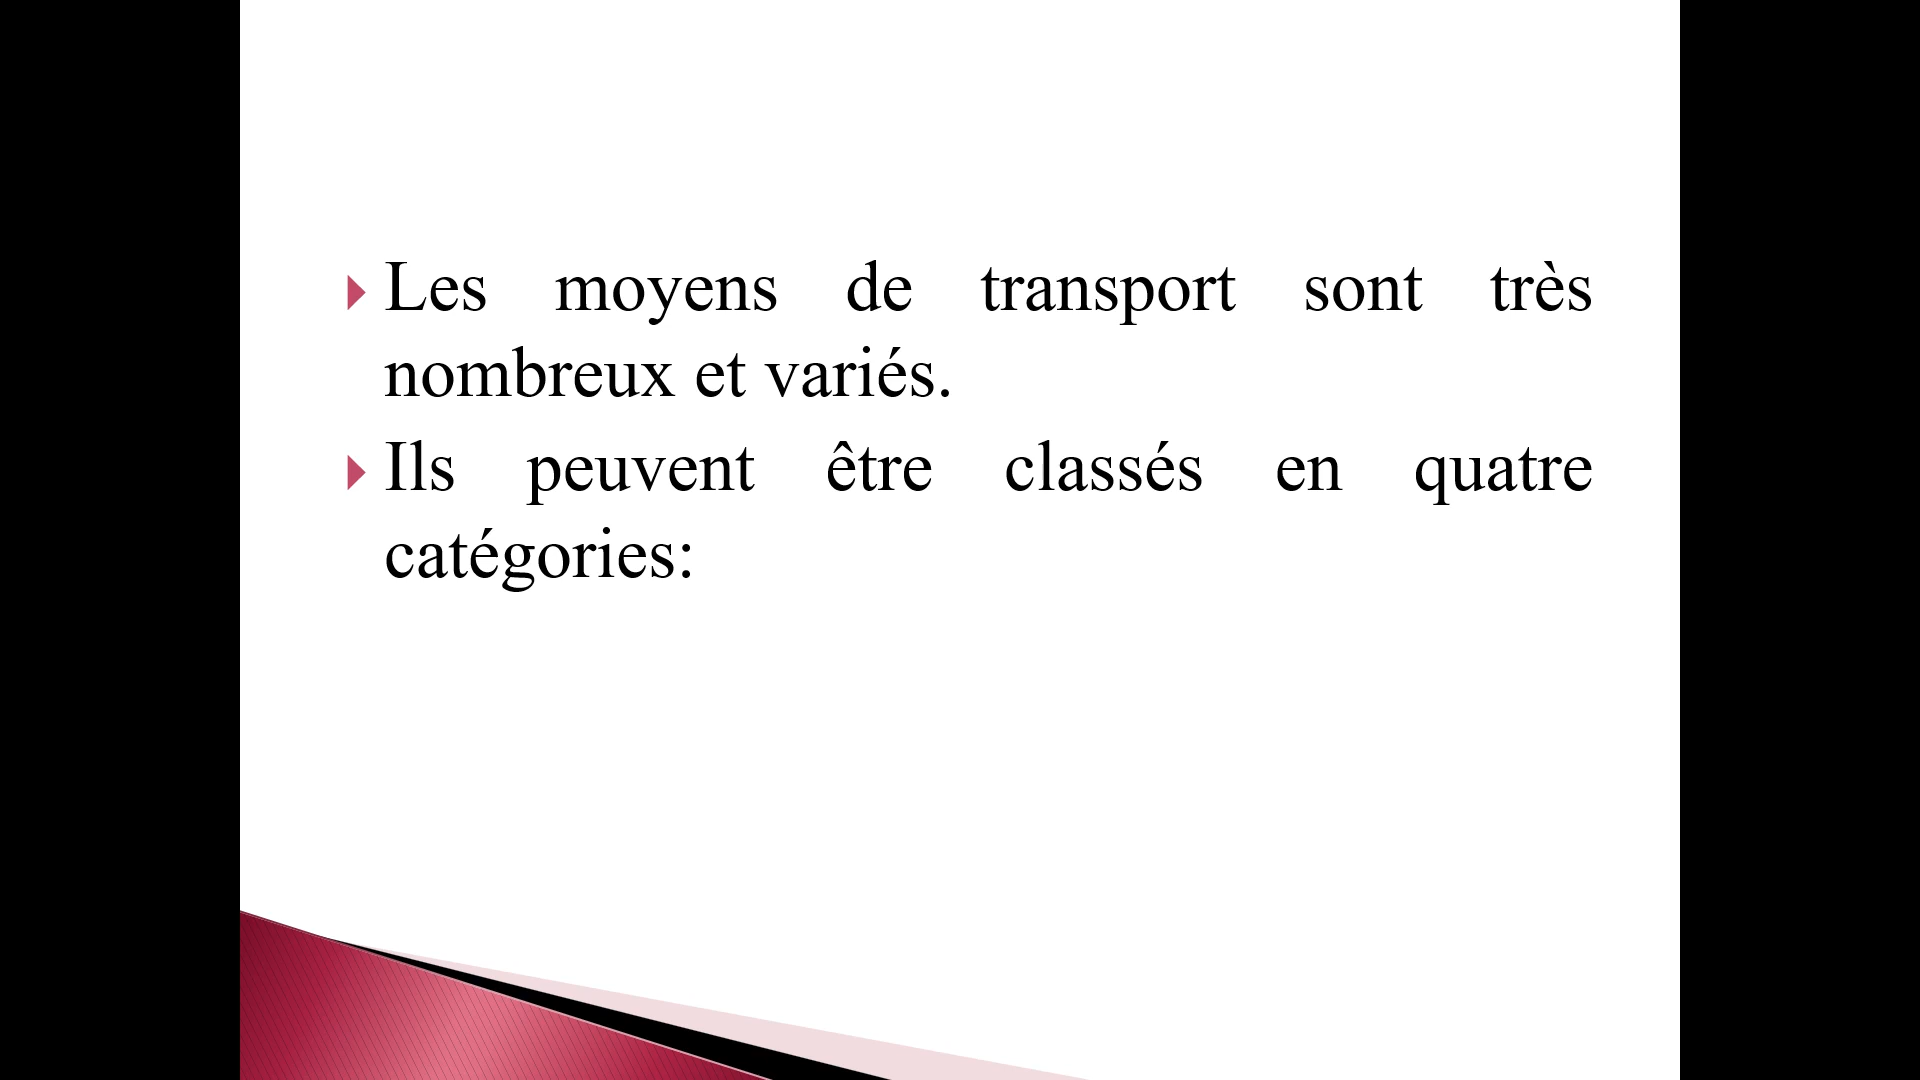 Les moyens de transport sont très
nombreux et variés.
Ils peuvent être classés en quatre
catégories: